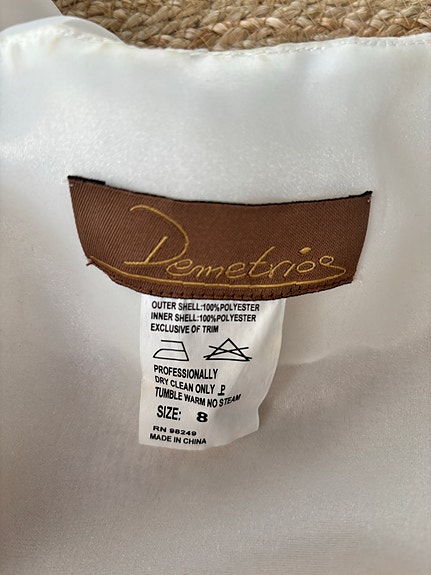 Demetrios
OUTER SHELL:100%POLYESTER
INNER SHELL:100%POLYESTER
EXCLUSIVE OF TRIM
PROFESSIONALLY
DRY CLEAN ONLY P
TUMBLE WARM NO STEAM
SIZE: 8
RN 98249
MADE IN CHINA